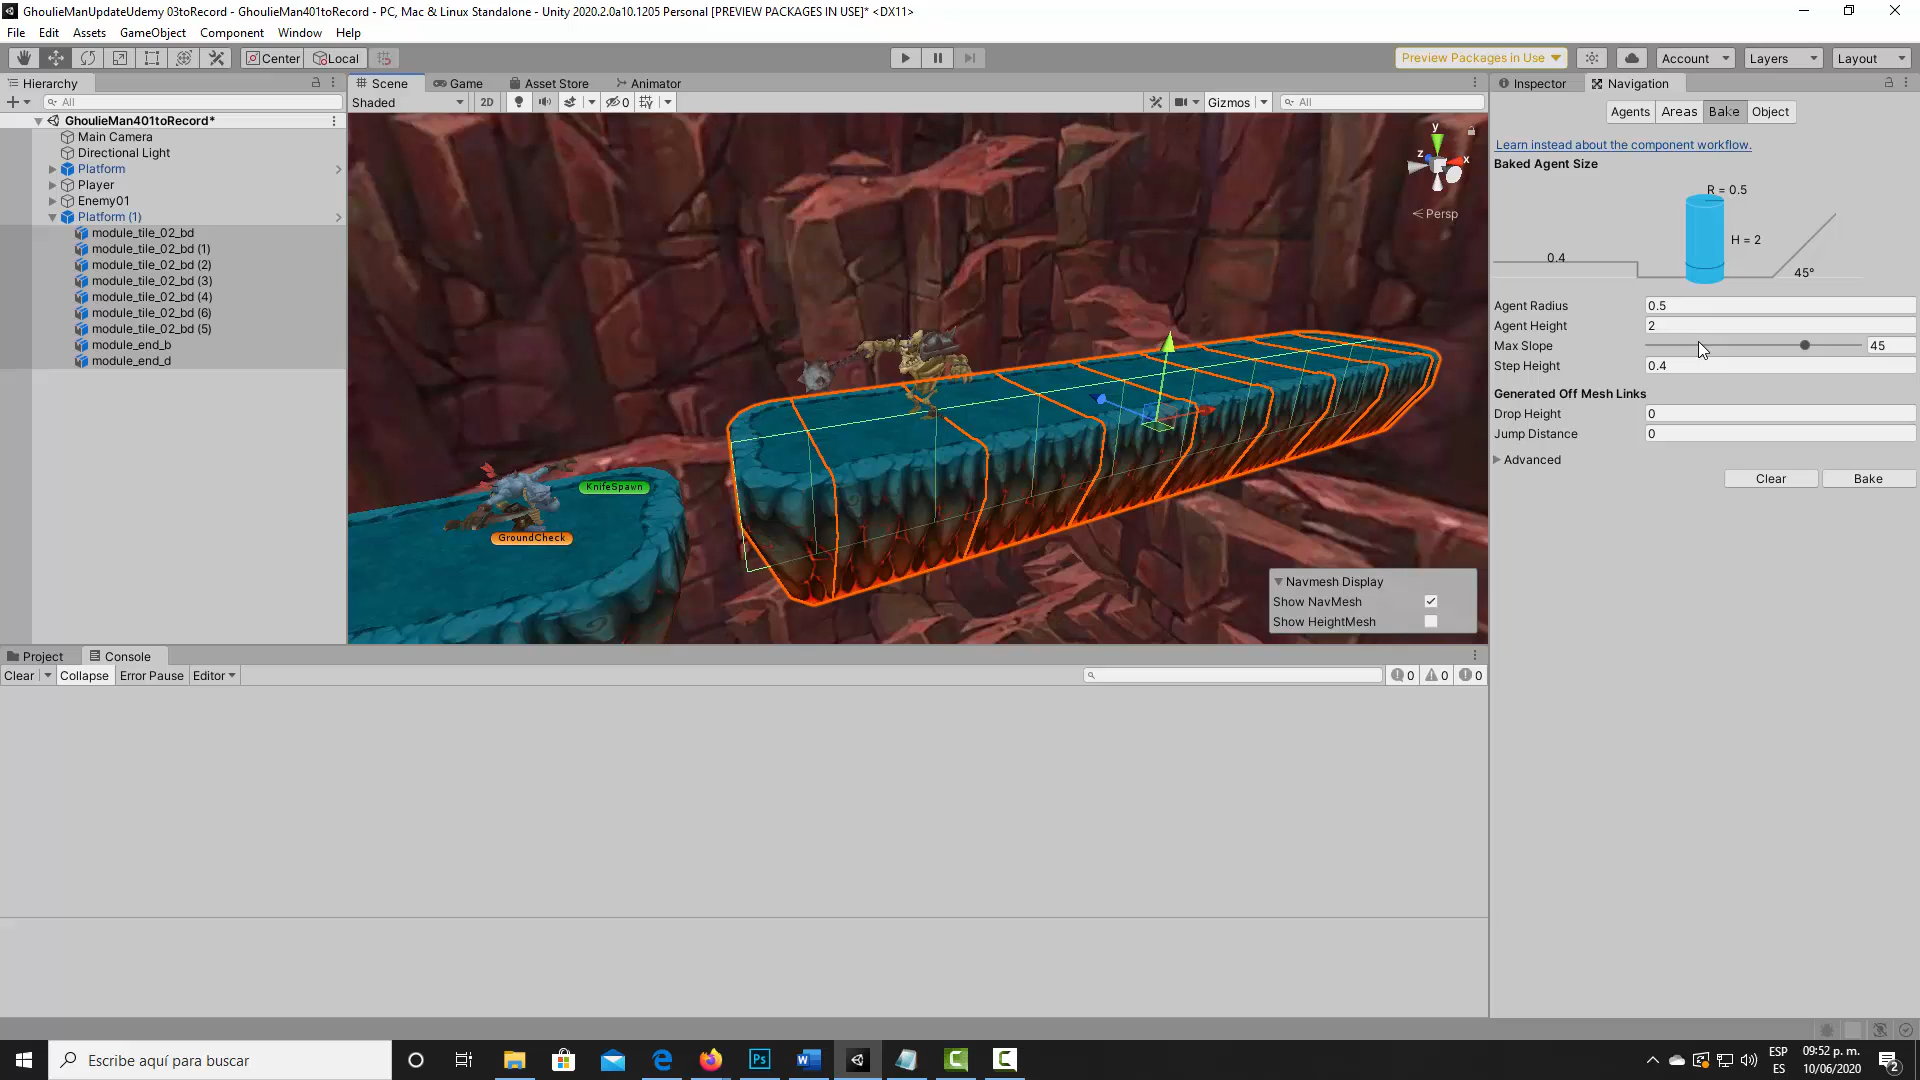 GhoulieManUpdateUdemy 03toRecord - GhoulieMan401toRecord - PC, Mac & Linux Standalone - Unity 2020.2.0a10.1205 Personal [PREVIEW PACKAGES IN USE]* <DX11>
File Edit Assets GameObject Component Window Help
Center Local Preview Packages in Use Account Layers Layout
Hierarchy Scene Game Asset Store Animator Inspector Navigation
All Shaded 2D 0 Gizmos All
Agents Areas Bake Object
GhoulieMan401toRecord*
Main Camera
Directional Light
Platform
Player
Enemy01
Platform (1)
module_tile_02_bd
module_tile_02_bd (1)
module_tile_02_bd (2)
module_tile_02_bd (3)
module_tile_02_bd (4)
module_tile_02_bd (6)
module_tile_02_bd (5)
module_end_b
module_end_d
y
z x
< Persp
KnifeSpawn
GroundCheck
Navmesh Display
Show NavMesh
Show HeightMesh
Learn instead about the component workflow.
Baked Agent Size
R = 0.5
H = 2
0.4
45°
Agent Radius 0.5
Agent Height 2
Max Slope 45
Step Height 0.4
Generated Off Mesh Links
Drop Height 0
Jump Distance 0
Advanced
Clear Bake
Project Console
Clear Collapse Error Pause Editor 0 0 0
Escribe aquí para buscar
Ps
ESP
ES
09:52 p. m.
10/06/2020
2